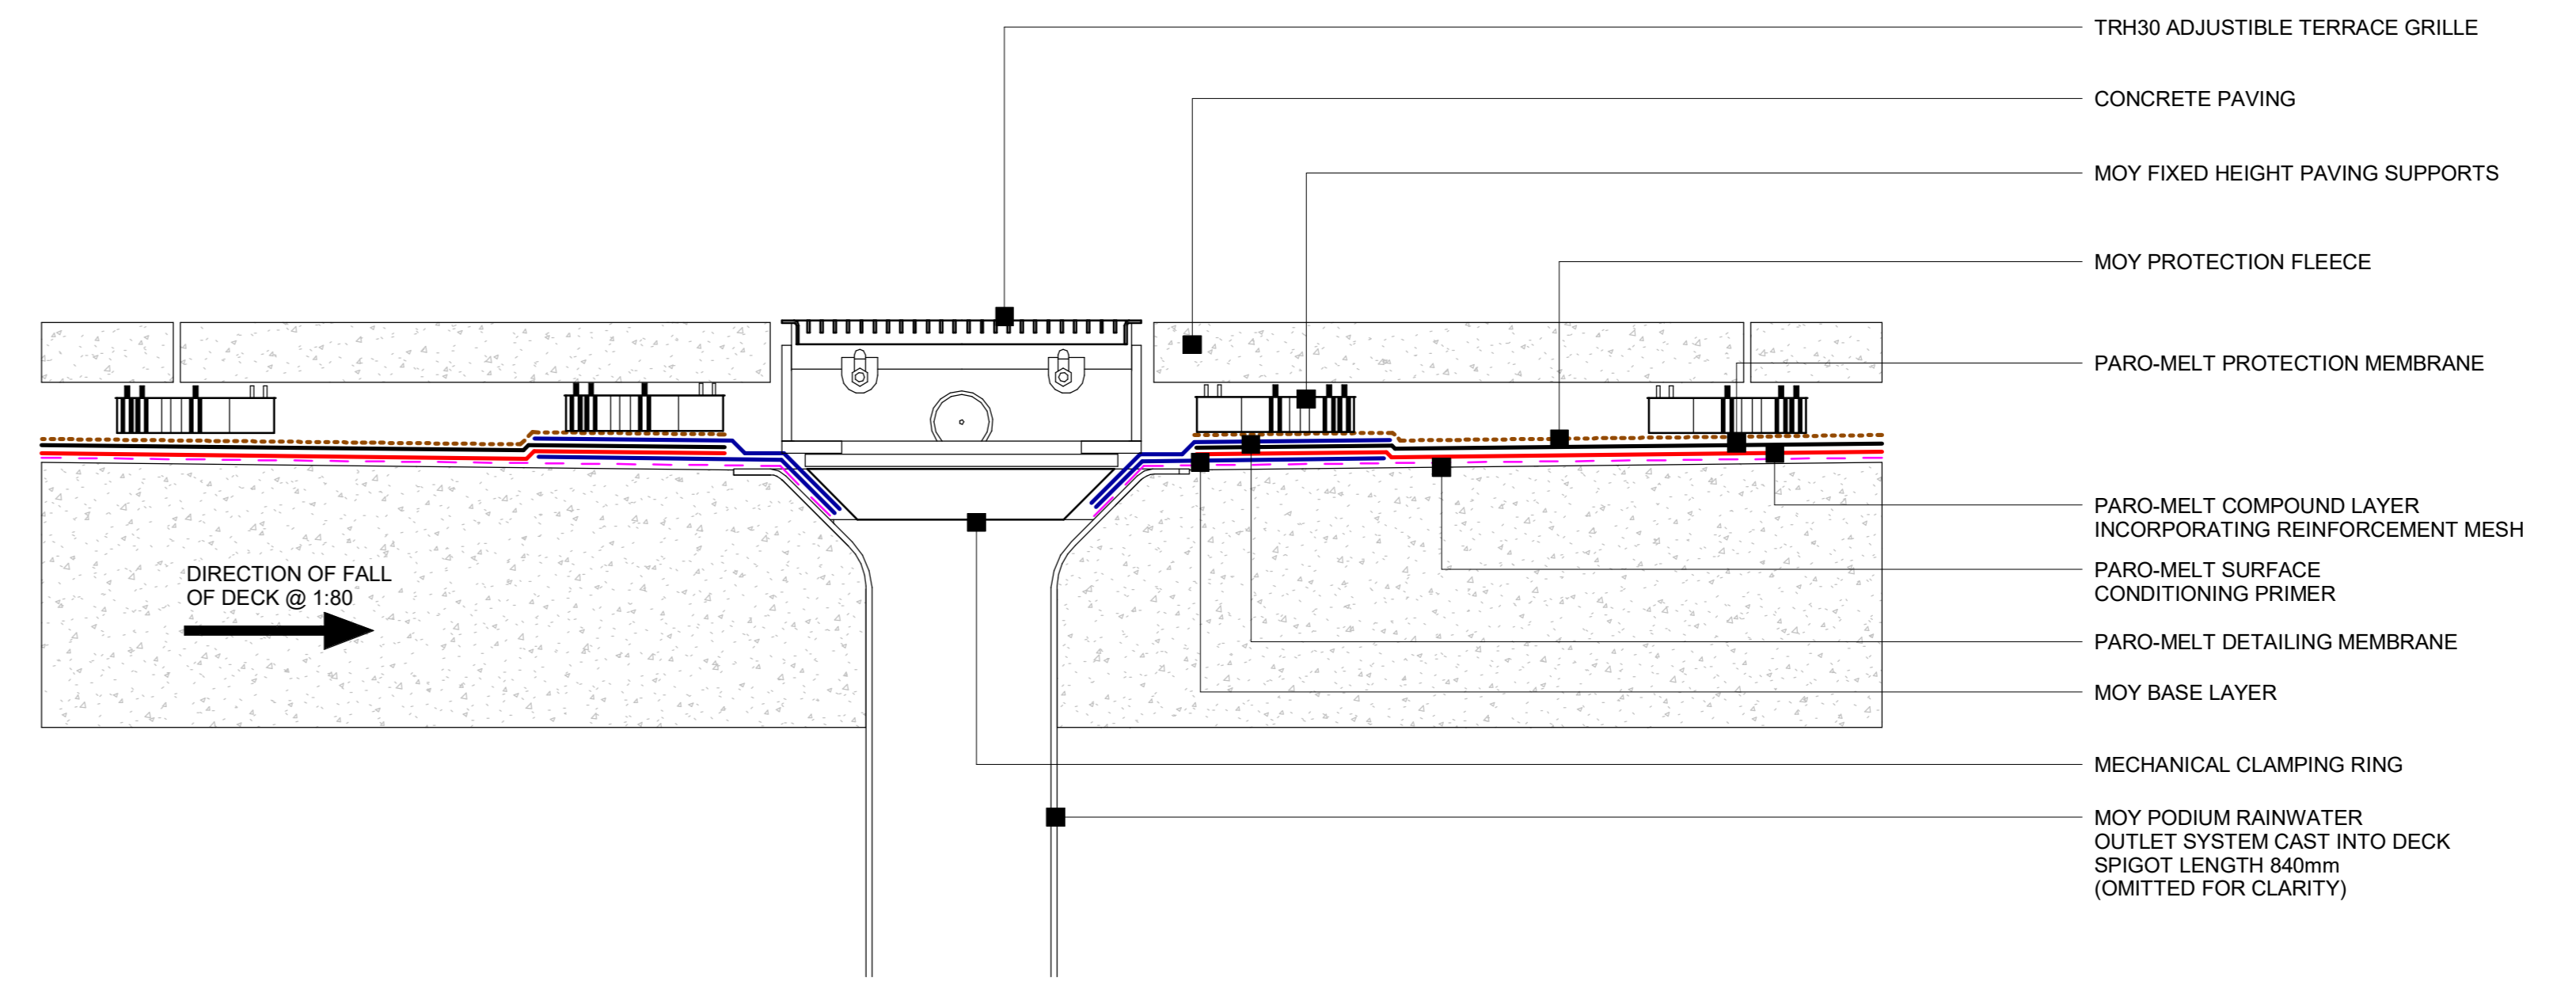 TRH30 ADJUSTIBLE TERRACE GRILLE
CONCRETE PAVING
MOY FIXED HEIGHT PAVING SUPPORTS
MOY PROTECTION FLEECE
PARO-MELT PROTECTION MEMBRANE
PARO-MELT COMPOUND LAYER
INCORPORATING REINFORCEMENT MESH
PARO-MELT SURFACE
CONDITIONING PRIMER
PARO-MELT DETAILING MEMBRANE
MOY BASE LAYER
MECHANICAL CLAMPING RING
MOY PODIUM RAINWATER
OUTLET SYSTEM CAST INTO DECK
SPIGOT LENGTH 840mm
(OMITTED FOR CLARITY)
DIRECTION OF FALL
OF DECK @ 1:80